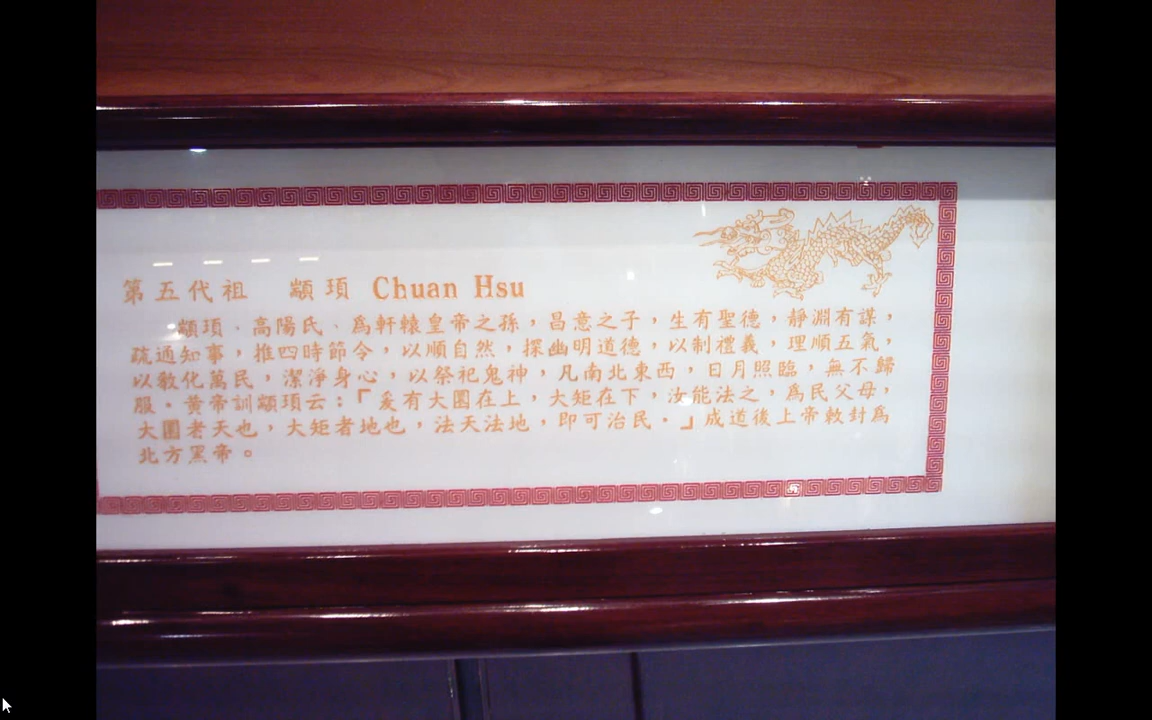 第五代祖　顓頊 Chuan Hsu
顓頊、高陽氏、爲軒轅皇帝之孫，昌意之子，生有聖德，靜淵有謀，
疏通知事，推四時節令，以順自然，探幽明道德，以制禮義，理順五氣，
以敎化萬民，潔淨身心，以祭祀鬼神，凡南北東西，日月照臨，無不歸
服。黄帝訓顓頊云：「爰有大圜在上，大矩在下，汝能法之，爲民父母，
大圜者天也，大矩者地也，法天法地，即可治民。」成道後上帝敕封爲
北方黑帝。